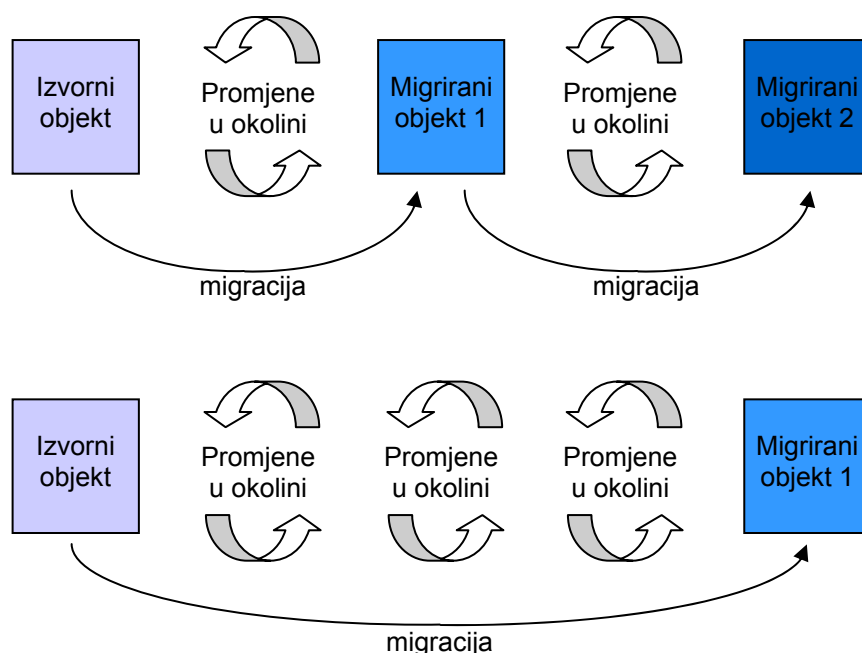 Izvorni
objekt
Promjene
u okolini
Migrirani
objekt 1
Promjene
u okolini
Migrirani
objekt 2
migracija
migracija
Izvorni
objekt
Promjene
u okolini
Promjene
u okolini
Promjene
u okolini
Migrirani
objekt 1
migracija